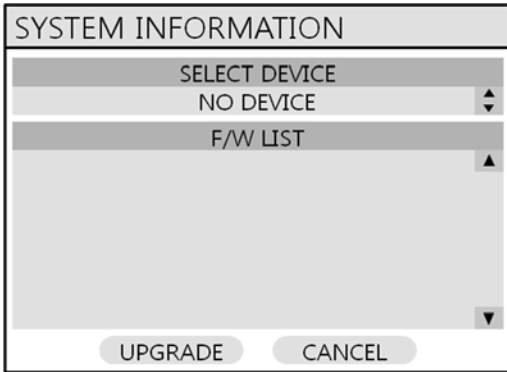 SYSTEM INFORMATION
SELECT DEVICE
NO DEVICE
F/W LIST
UPGRADE CANCEL